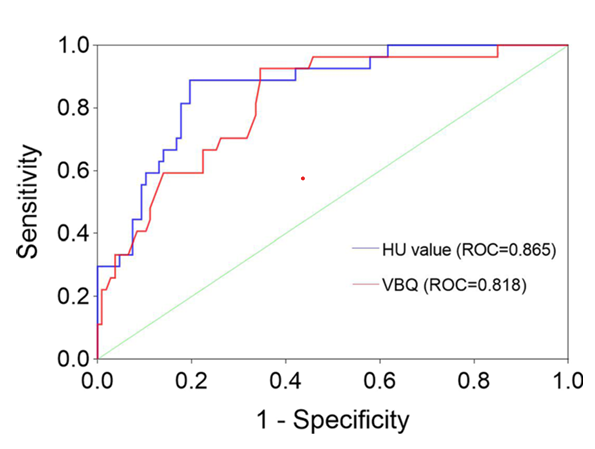 1.0
0.8
0.6
0.4
0.2
0.0
Sensitivity
HU value (ROC=0.865)
VBQ (ROC=0.818)
0.0 0.2 0.4 0.6 0.8 1.0
1 - Specificity